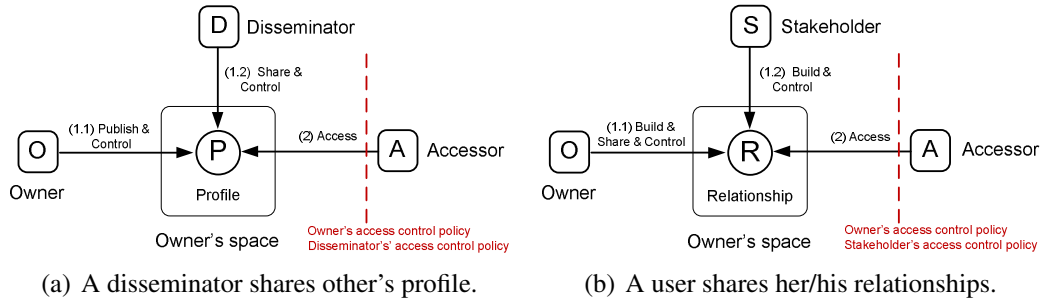 D Disseminator
(1.2) Share &
Control
O
(1.1) Publish &
Control
P
(2) Access
A Accessor
Owner
Profile
Owner's space
Owner's access control policy
Disseminator's' access control policy
(a) A disseminator shares other's profile.
S Stakeholder
(1.2) Build &
Control
O
(1.1) Build &
Share & Control
R
(2) Access
A Accessor
Owner
Relationship
Owner's space
Owner's access control policy
Stakeholder's access control policy
(b) A user shares her/his relationships.